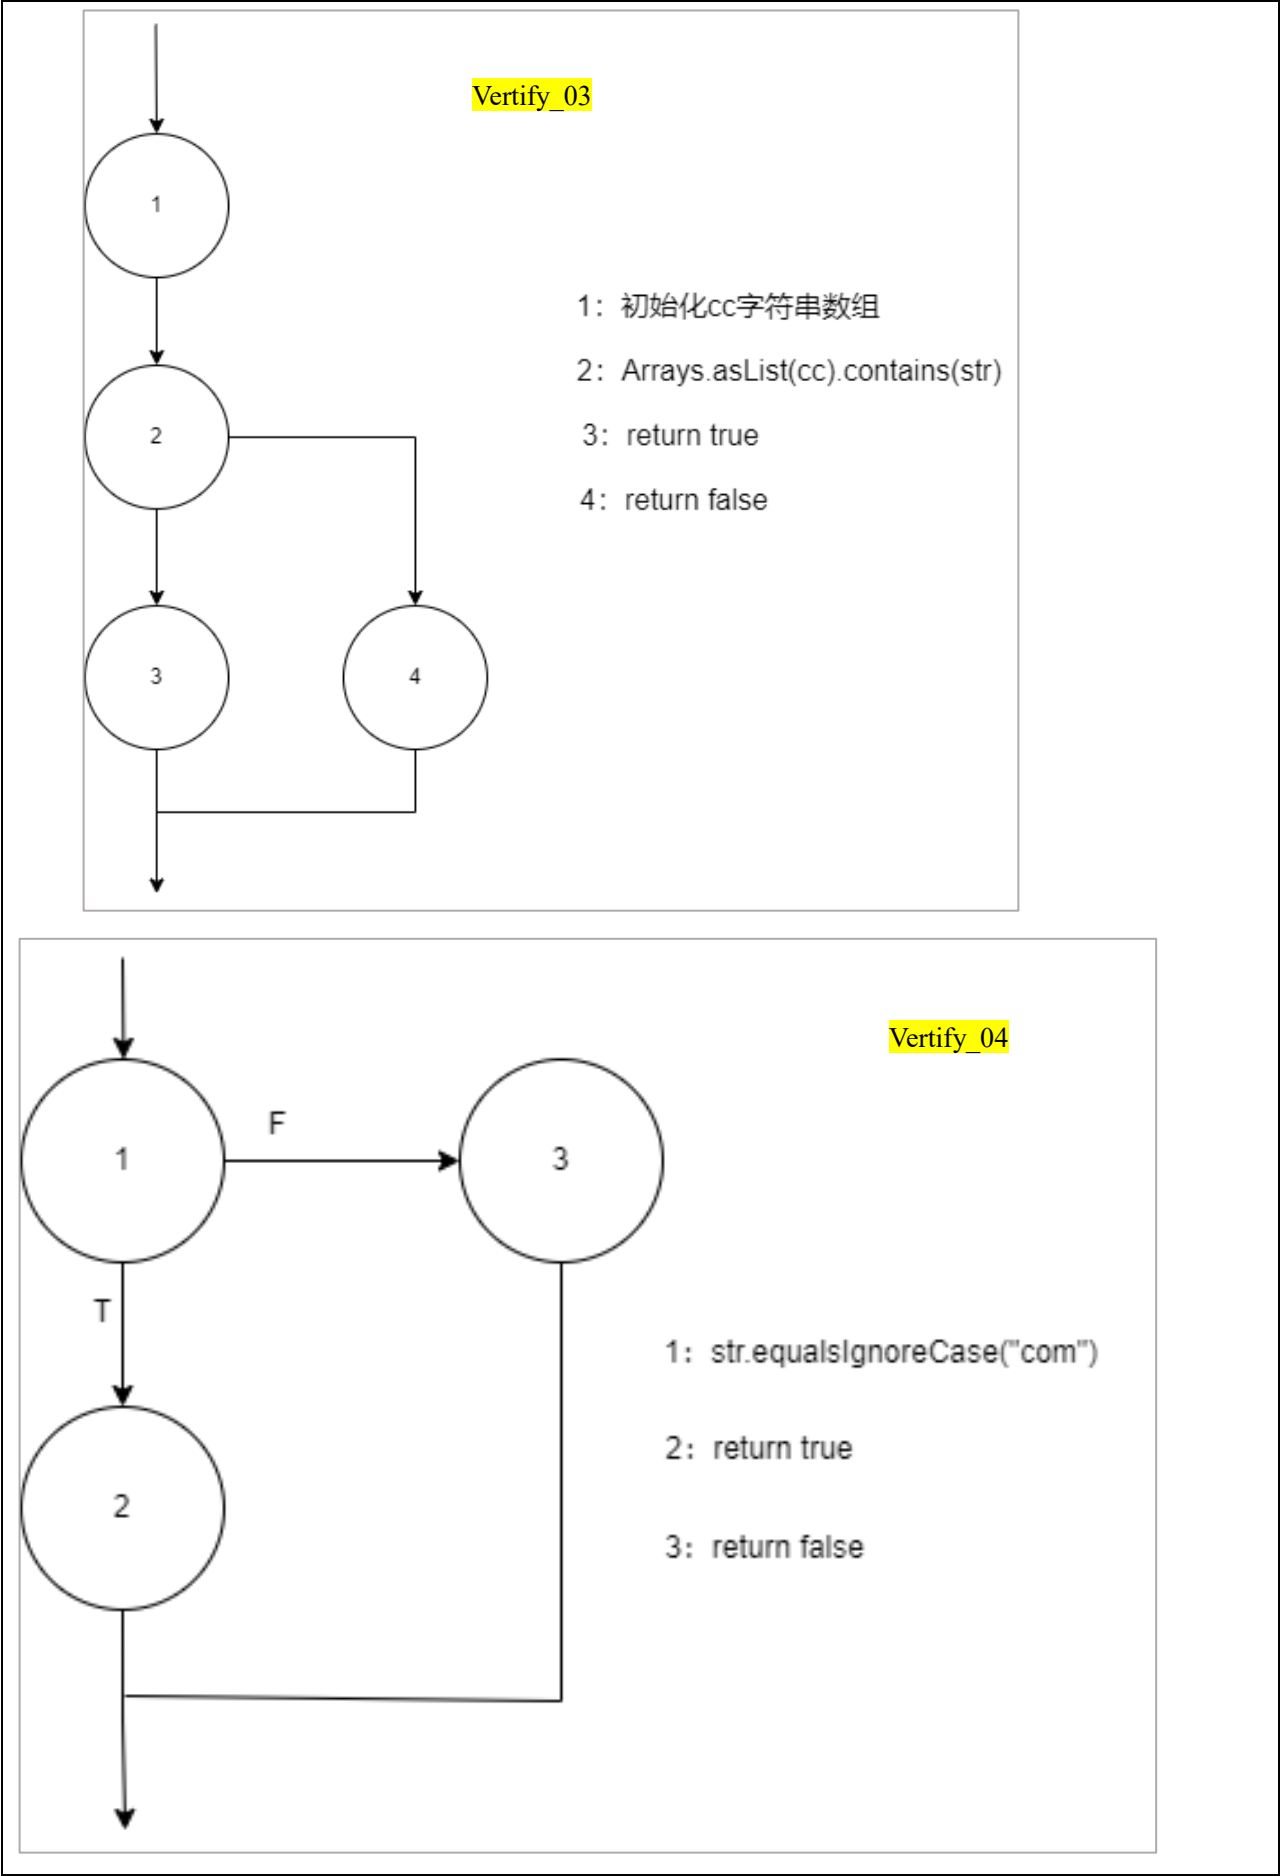 Vertify_03
1
2
3
4
1：初始化cc字符串数组
2：Arrays.asList(cc).contains(str)
3：return true
4：return false
Vertify_04
1
F
3
T
2
1：str.equalsIgnoreCase("com")
2：return true
3：return false